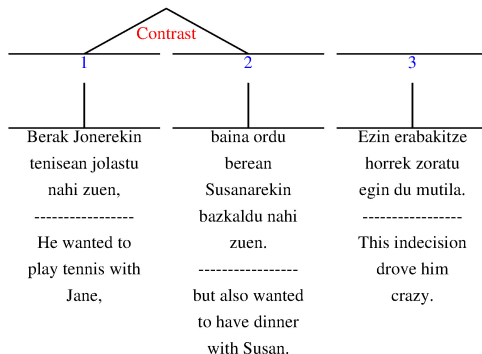 Contrast
1
2
3
Berak Jonerekin
tenisean jolastu
nahi zuen,
-----------------
He wanted to
play tennis with
Jane,
baina ordu
berean
Susanarekin
bazkaldu nahi
zuen.
-----------------
but also wanted
to have dinner
with Susan.
Ezin erabakitze
horrek zoratu
egin du mutila.
-----------------
This indecision
drove him
crazy.